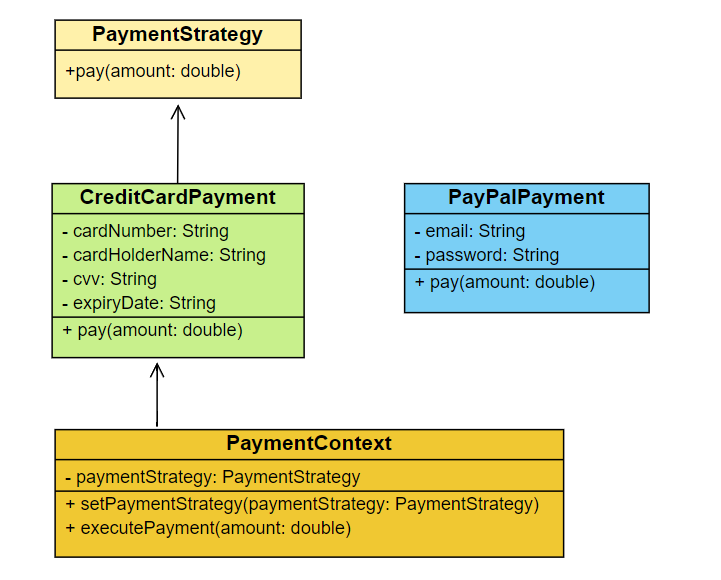 PaymentStrategy
+pay(amount: double)
CreditCardPayment
- cardNumber: String
- cardHolderName: String
- cvv: String
- expiryDate: String
+ pay(amount: double)
PayPalPayment
- email: String
- password: String
+ pay(amount: double)
PaymentContext
- paymentStrategy: PaymentStrategy
+ setPaymentStrategy(paymentStrategy: PaymentStrategy)
+ executePayment(amount: double)